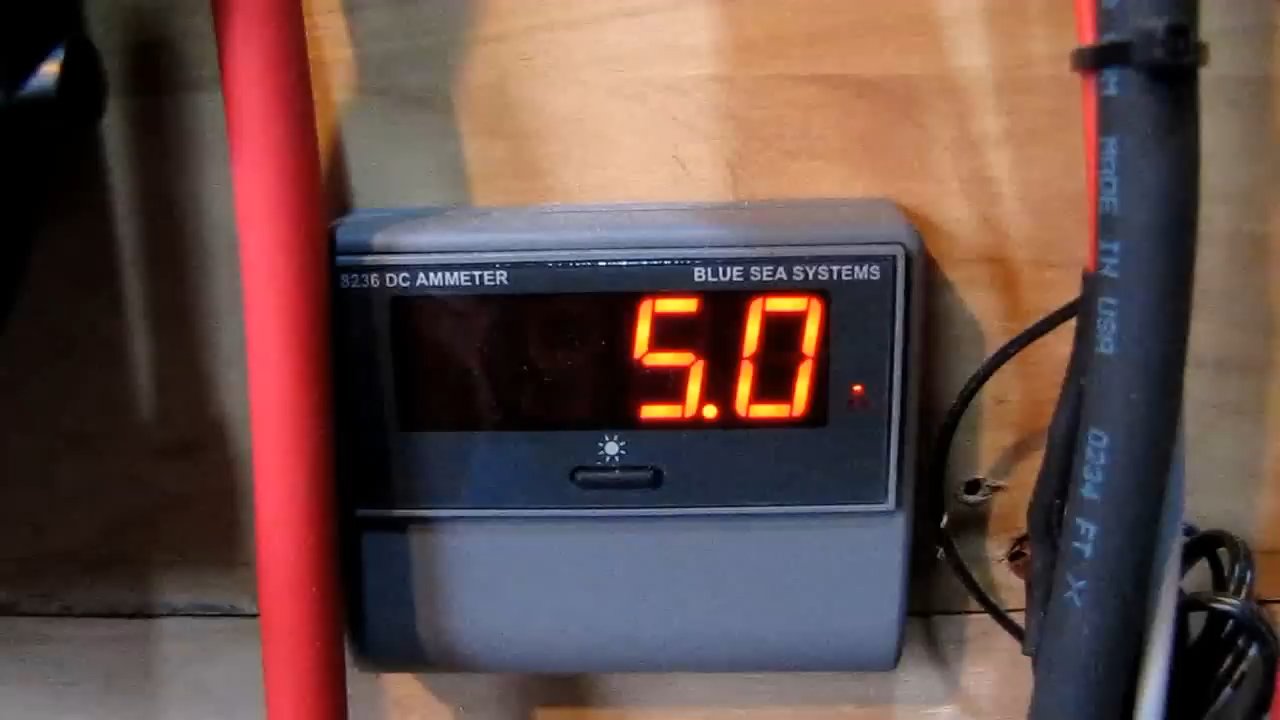 8236 DC AMMETER
BLUE SEA SYSTEMS
5.0
A
MADE IN USA 0234 FT X